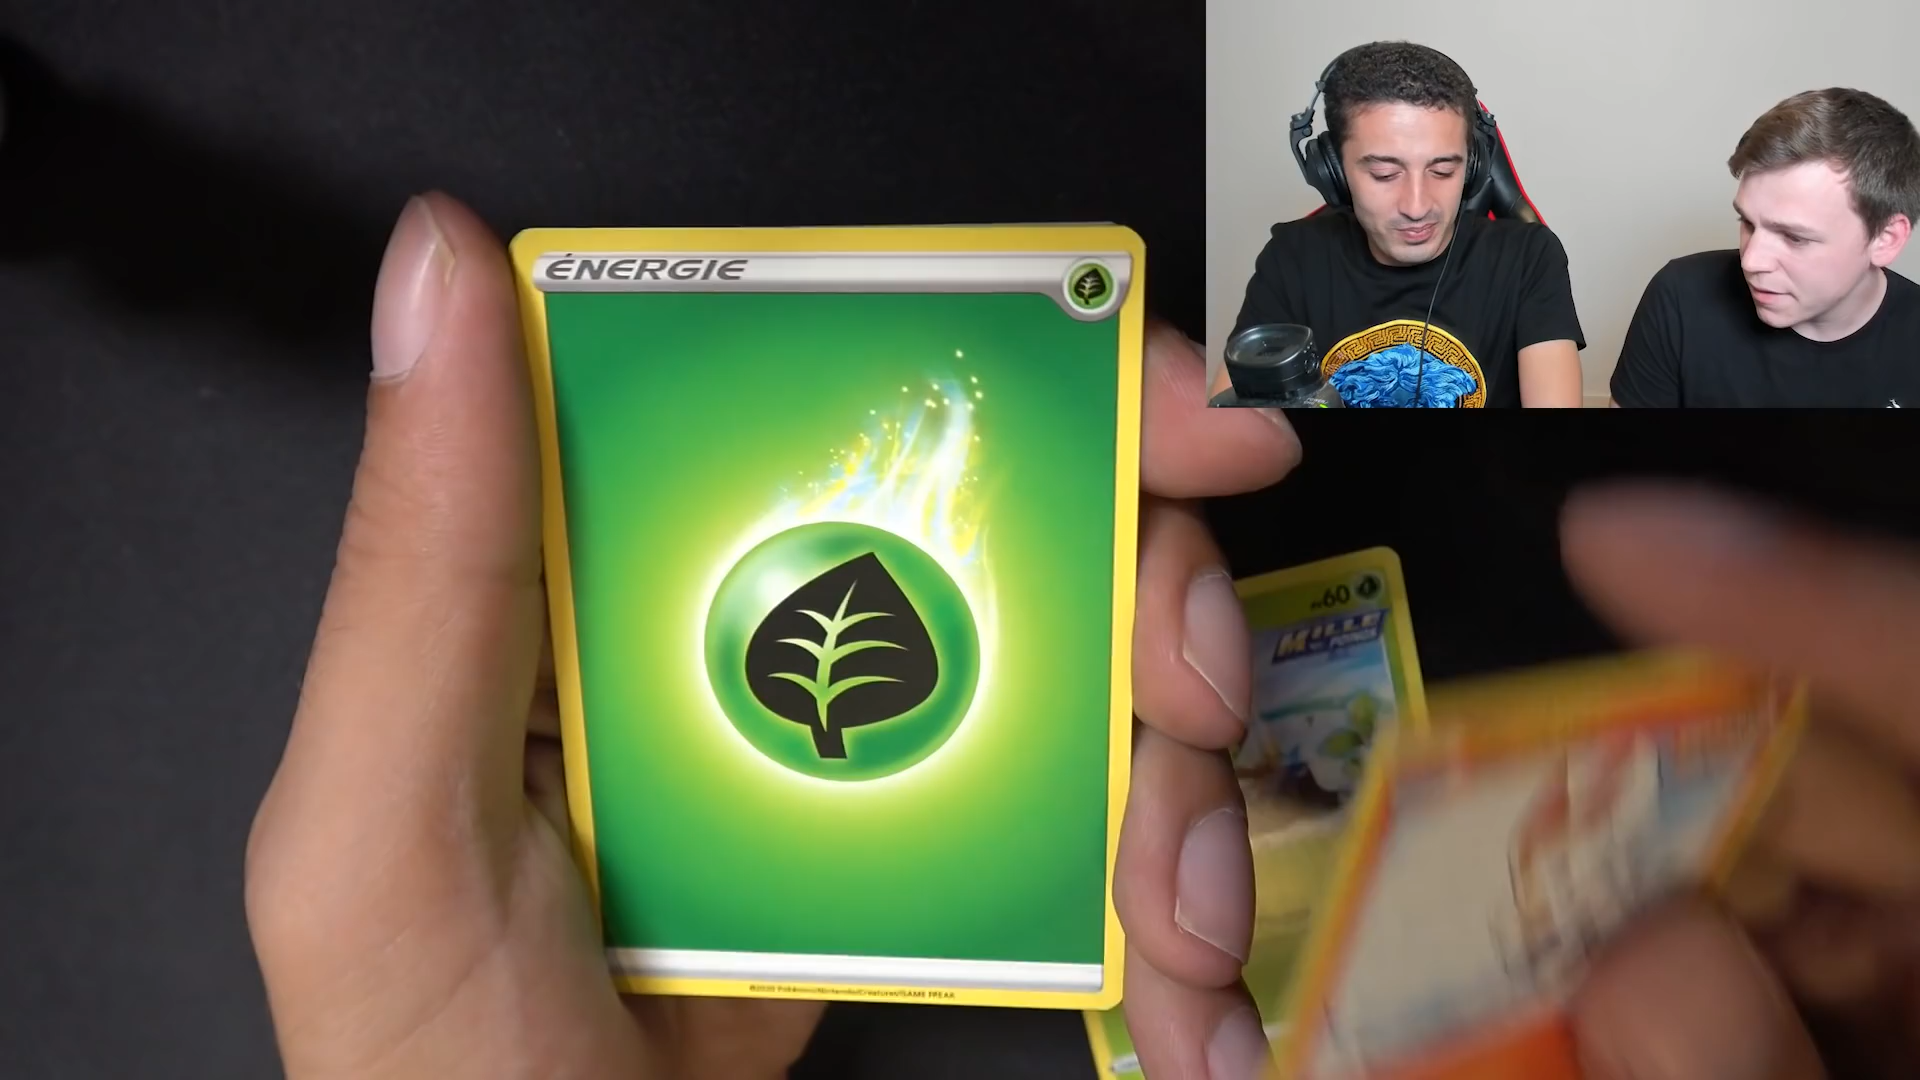 ÉNERGIE
©2020 Pokémon/Nintendo/Creatures/GAME FREAK
PV60
MILLE
POINGS